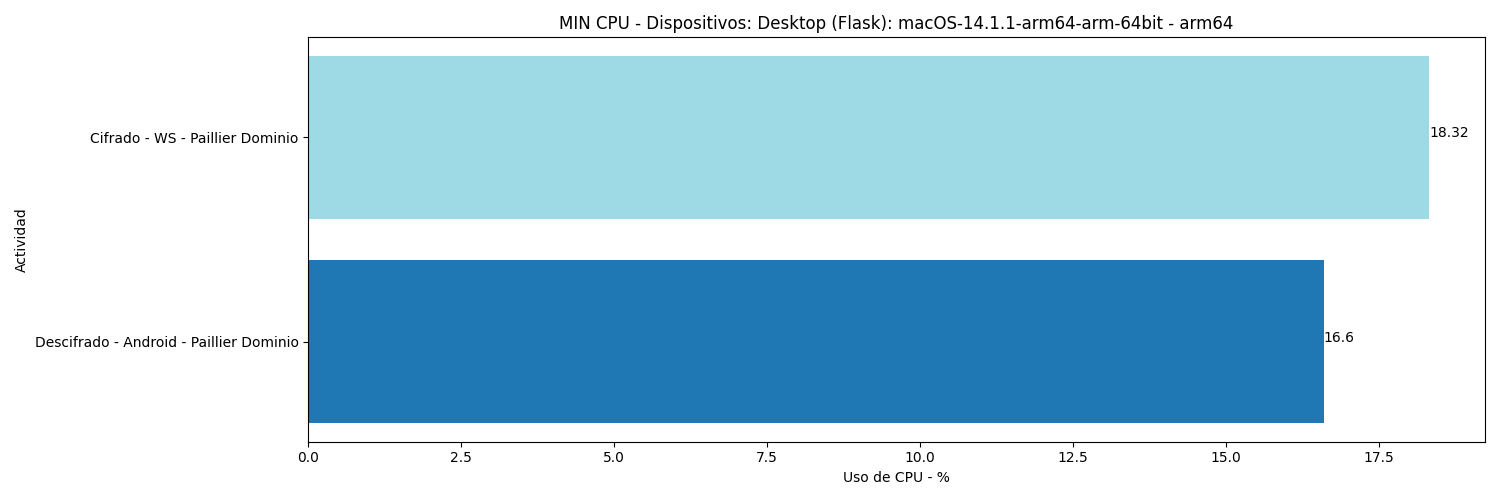 MIN CPU - Dispositivos: Desktop (Flask): macOS-14.1.1-arm64-arm-64bit - arm64
Cifrado - WS - Paillier Dominio
18.32
Actividad
Descifrado - Android - Paillier Dominio
16.6
0.0 2.5 5.0 7.5 10.0 12.5 15.0 17.5
Uso de CPU - %